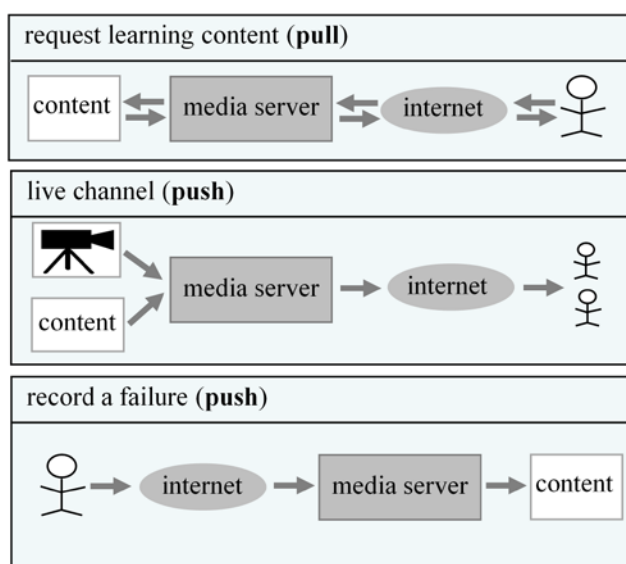 request learning content (pull)
content media server internet
live channel (push)
media server internet
content
record a failure (push)
internet media server content